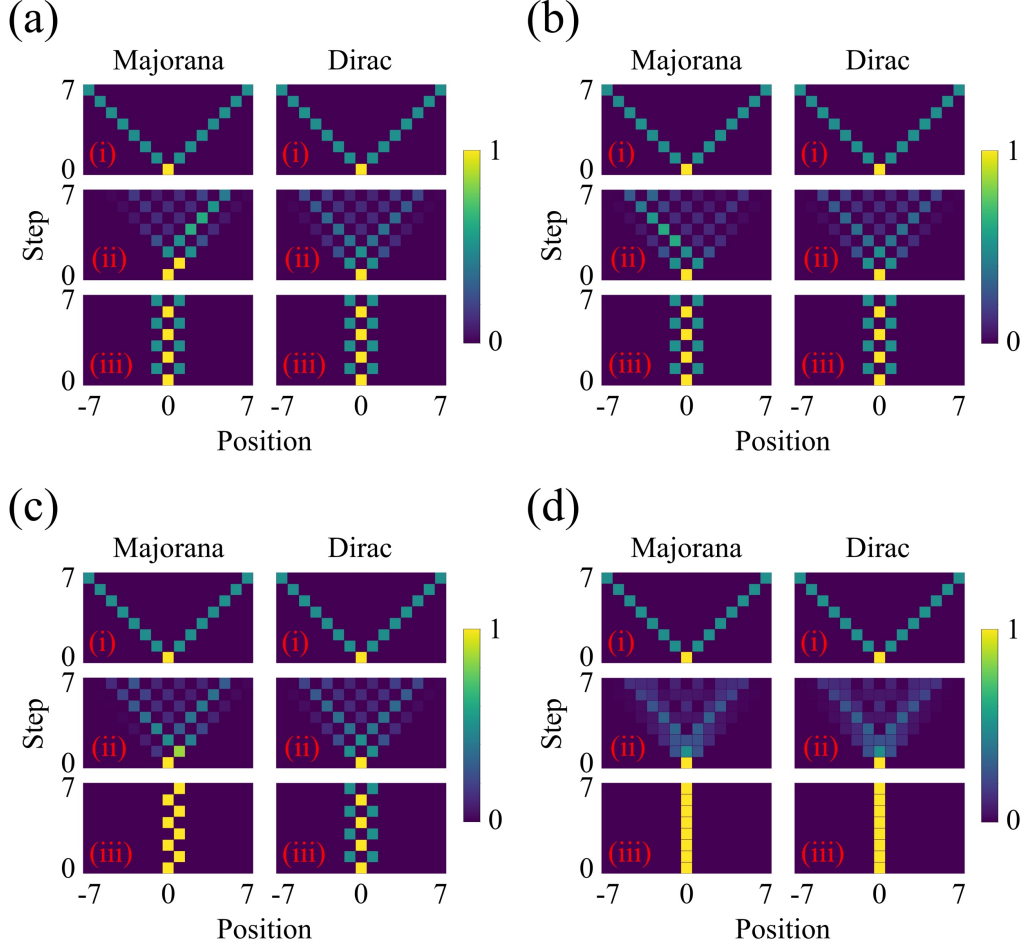 (a)
Majorana Dirac
7
(i) (i)
0
1
7
Step
(ii) (ii)
0
7
0
(iii) (iii)
0
-7 0 7 -7 0 7
Position
(b)
Majorana Dirac
7
(i) (i)
0
1
7
Step
(ii) (ii)
0
7
0
(iii) (iii)
0
-7 0 7 -7 0 7
Position
(c)
Majorana Dirac
7
(i) (i)
0
1
7
Step
(ii) (ii)
0
7
0
(iii) (iii)
0
-7 0 7 -7 0 7
Position
(d)
Majorana Dirac
7
(i) (i)
0
1
7
Step
(ii) (ii)
0
7
0
(iii) (iii)
0
-7 0 7 -7 0 7
Position